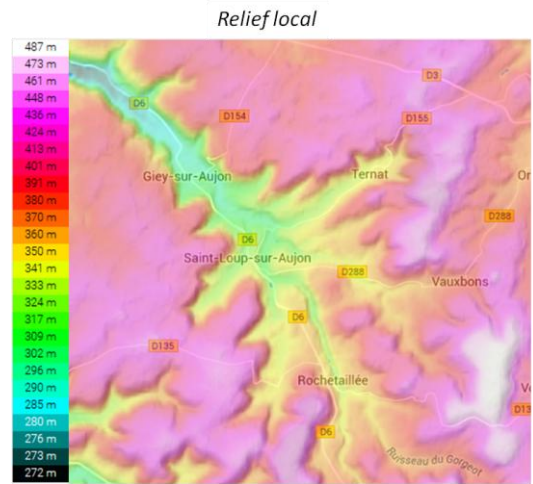 Relief local
487 m
473 m
461 m
448 m
436 m
424 m
413 m
401 m
391 m
380 m
370 m
360 m
350 m
341 m
333 m
324 m
317 m
309 m
302 m
296 m
290 m
285 m
280 m
276 m
273 m
272 m
D3
D6
D154
D155
Giey-sur-Aujon
Ternat
Or
D288
D6
Saint-Loup-sur-Aujon
D288
Vauxbons
D6
D135
Rochetaillée
V
D13
D6
Ruisseau du Gorgeot